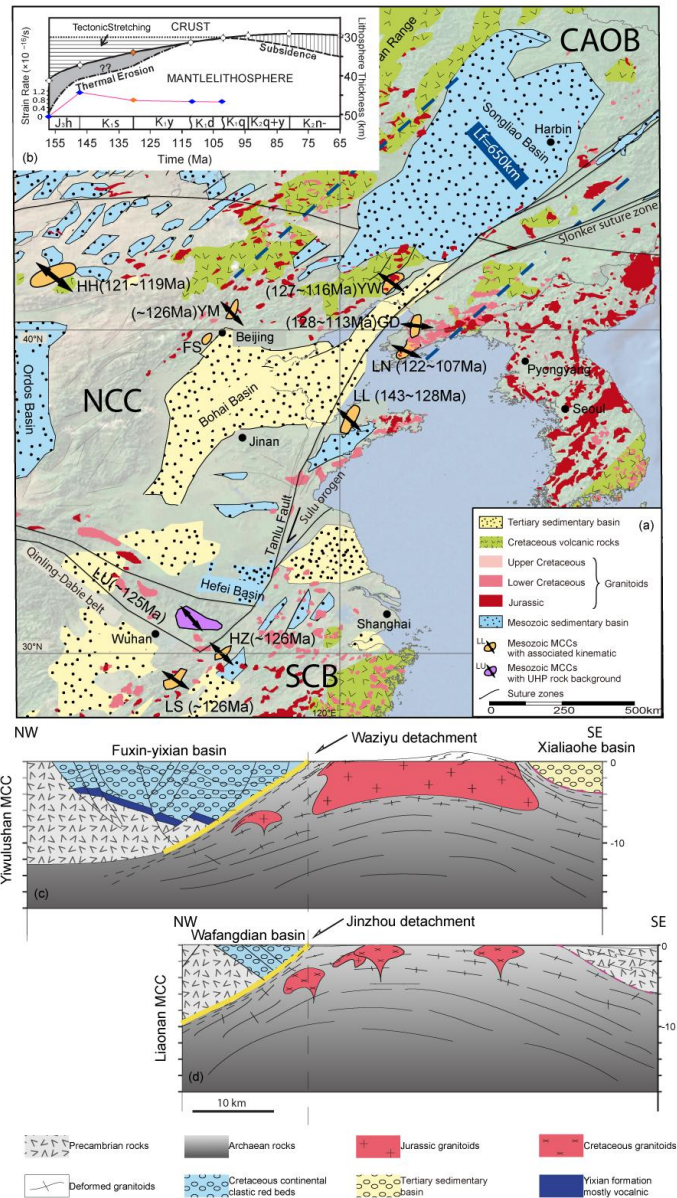 TectonicStretching
CRUST
Subsidence
??
Thermal Erosion
MANTLELITHOSPHERE
Strain Rate (×10 ⁻¹⁶/s)
1.2
0.8
0.4
0
Lithosphere Thickness (km)
30
40
50
J₃h
K₁s
K₁y
K₁d
K₁q
K₂q+y
K₂n-
155
145
135
125
115
105
95
85
75
65
(b)
Time (Ma)
an Range
CAOB
Songliao Basin
Harbin
Lf=650km
Slonker suture zone
HH(121~119Ma)
(127~116Ma)YW
(~126Ma)YM
(128~113Ma)GD
40°N
FS
Beijing
LN (122~107Ma)
Pyongyang
Ordos Basin
NCC
Bohai Basin
LL (143~128Ma)
Seoul
Jinan
Tanlu Fault
Sulu orogen
Qinling-Dabie belt
LU(~125Ma)
Hefei Basin
Wuhan
HZ(~126Ma)
Shanghai
30°N
SCB
LS (~126Ma)
120°E
(a)
Tertiary sedimentary basin
Cretaceous volcanic rocks
Upper Cretaceous
Lower Cretaceous
Granitoids
Jurassic
Mesozoic sedimentary basin
LL
Mesozoic MCCs
with associated kinematic
LU
Mesozoic MCCs
with UHP rock background
Suture zones
0
250
500km
NW
SE
Waziyu detachment
Fuxin-yixian basin
Xialiaohe basin
Yiwulushan MCC
0
-10
(c)
NW
SE
Jinzhou detachment
Wafangdian basin
Liaonan MCC
0
-10
(d)
10 km
Precambrian rocks
Archaean rocks
Jurassic granitoids
Cretaceous granitoids
Deformed granitoids
Cretaceous continental
clastic red beds
Tertiary sedimentary
basin
Yixian formation
mostly vocalnic